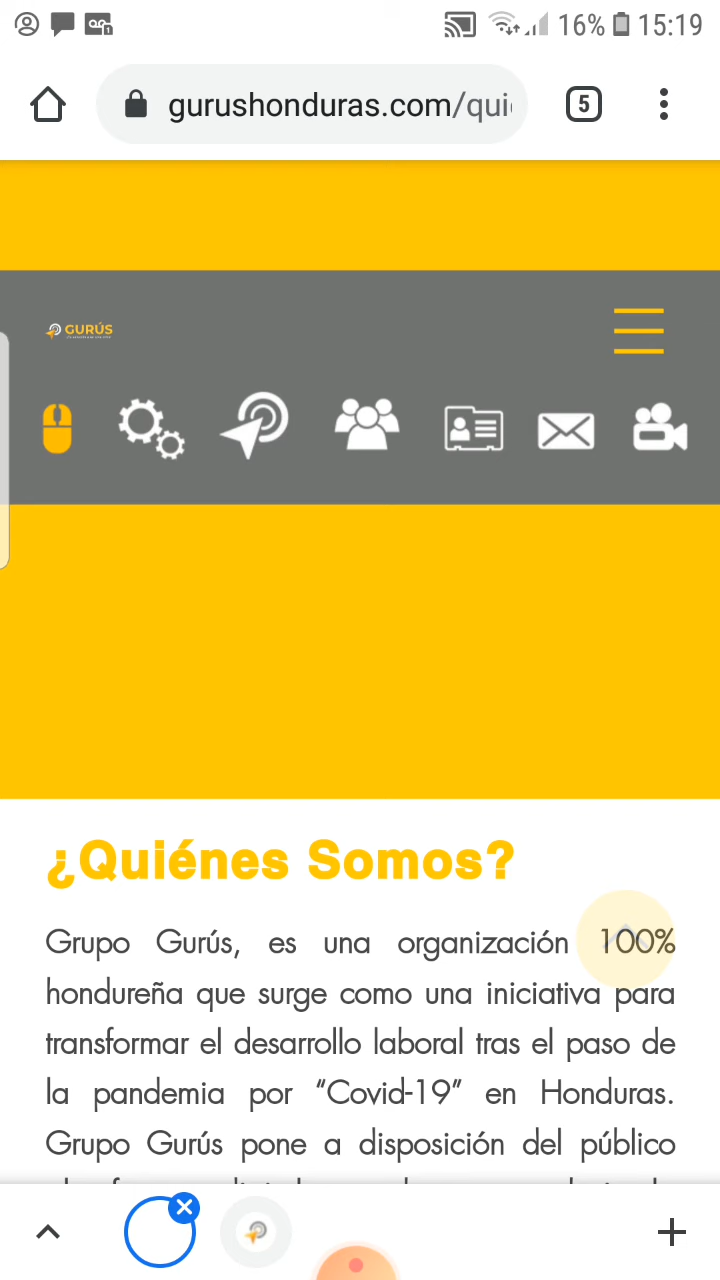 16% 15:19
gurushonduras.com/qui
5
GURÚS
¿Quiénes Somos?
Grupo Gurús, es una organización 100%
hondureña que surge como una iniciativa para
transformar el desarrollo laboral tras el paso de
la pandemia por “Covid-19” en Honduras.
Grupo Gurús pone a disposición del público